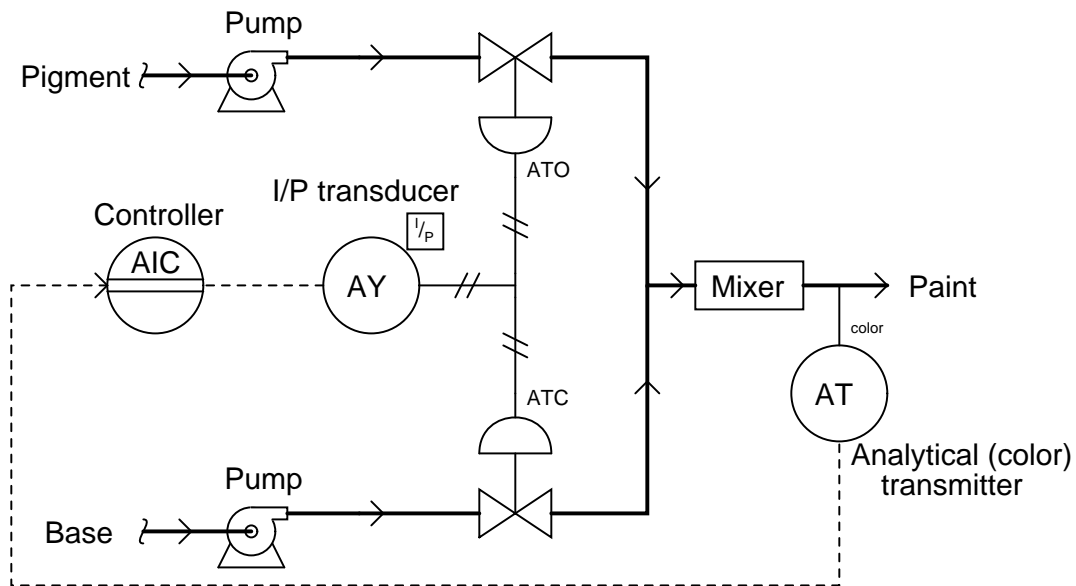 Pump
Pigment
ATO
I/P transducer
I/P
Controller
AIC
AY
Mixer
Paint
color
AT
ATC
Analytical (color)
transmitter
Pump
Base